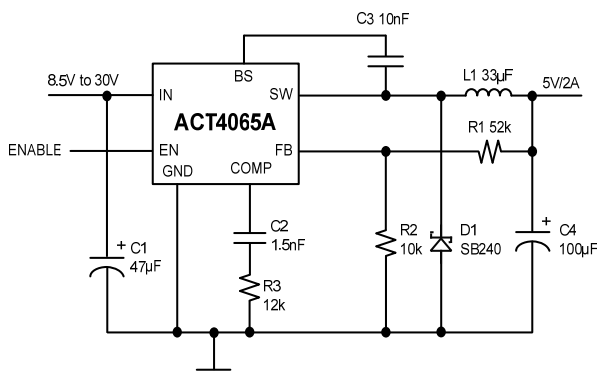 C3 10nF
8.5V to 30V
BS
L1 33µF
5V/2A
IN
SW
ACT4065A
R1 52k
ENABLE
EN
FB
GND
COMP
C2
1.5nF
R2
10k
D1
SB240
+
C4
100µF
+
C1
47µF
R3
12k